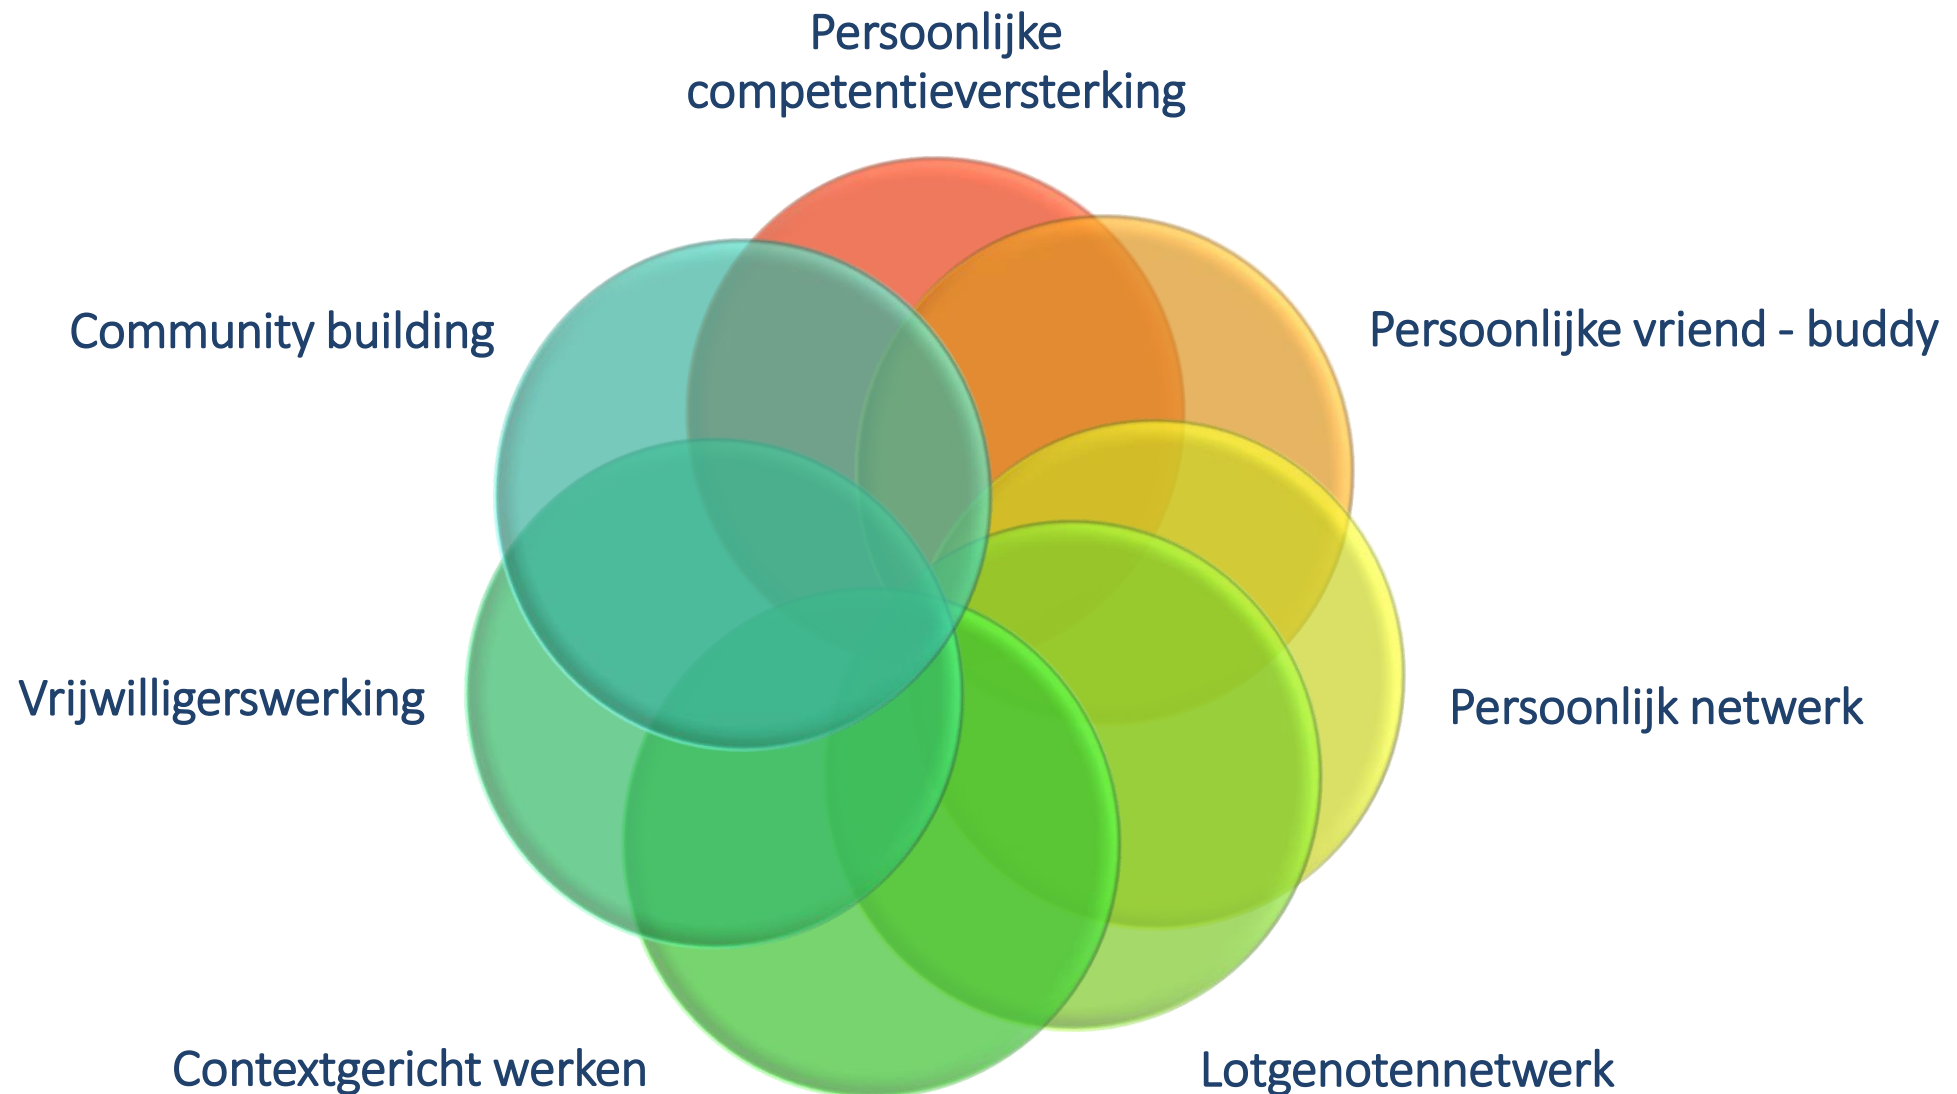 Persoonlijke
competentieversterking
Community building
Persoonlijke vriend - buddy
Vrijwilligerswerking
Persoonlijk netwerk
Contextgericht werken
Lotgenotennetwerk